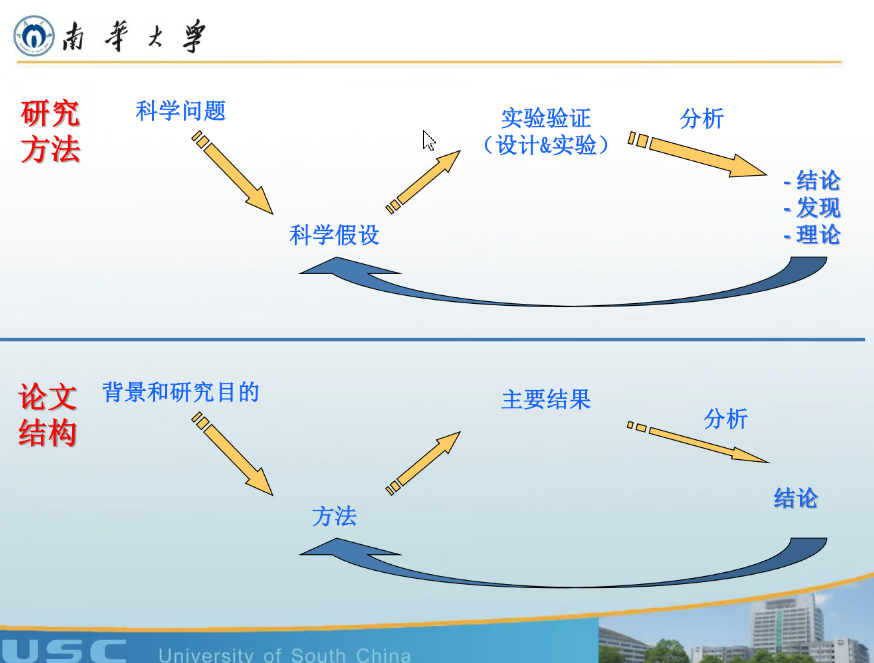 南华大学
研究
方法
科学问题
实验验证
（设计&实验）
分析
- 结论
- 发现
- 理论
科学假设
论文
结构
背景和研究目的
主要结果
分析
结论
方法
USC
University of South China